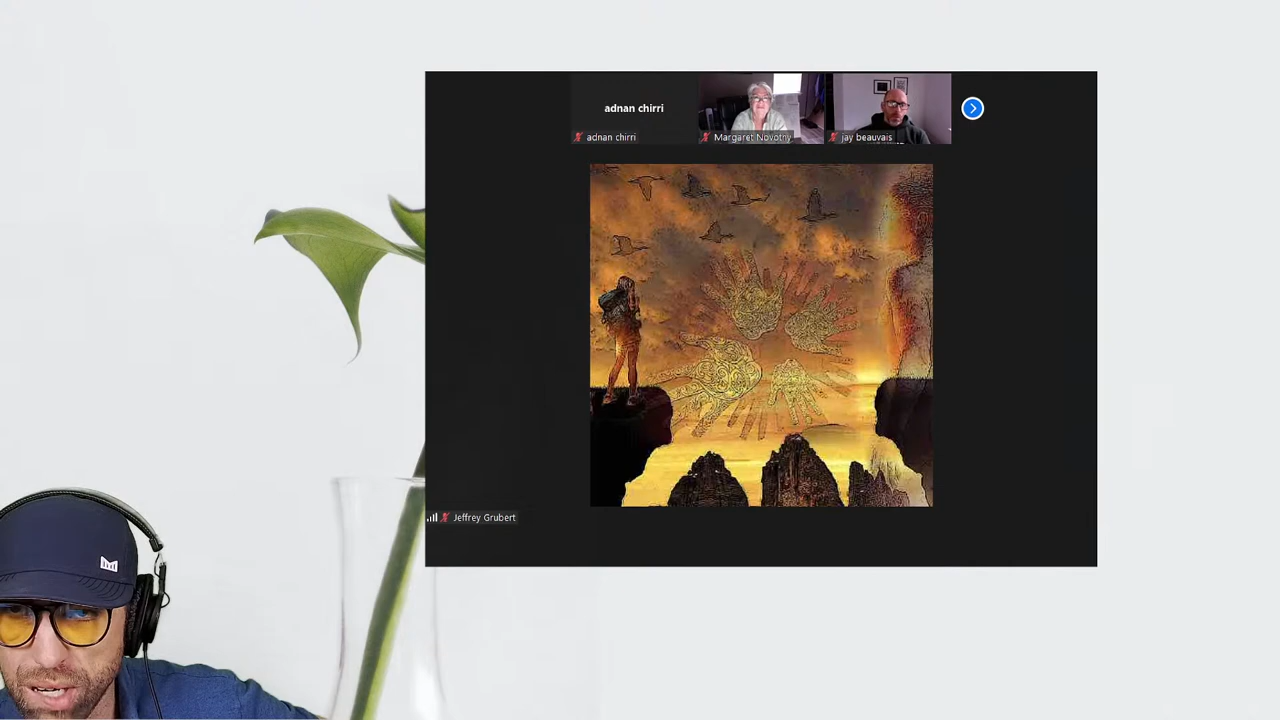 adnan chirri
adnan chirri
Margaret Novotny
jay beauvais
Jeffrey Grubert